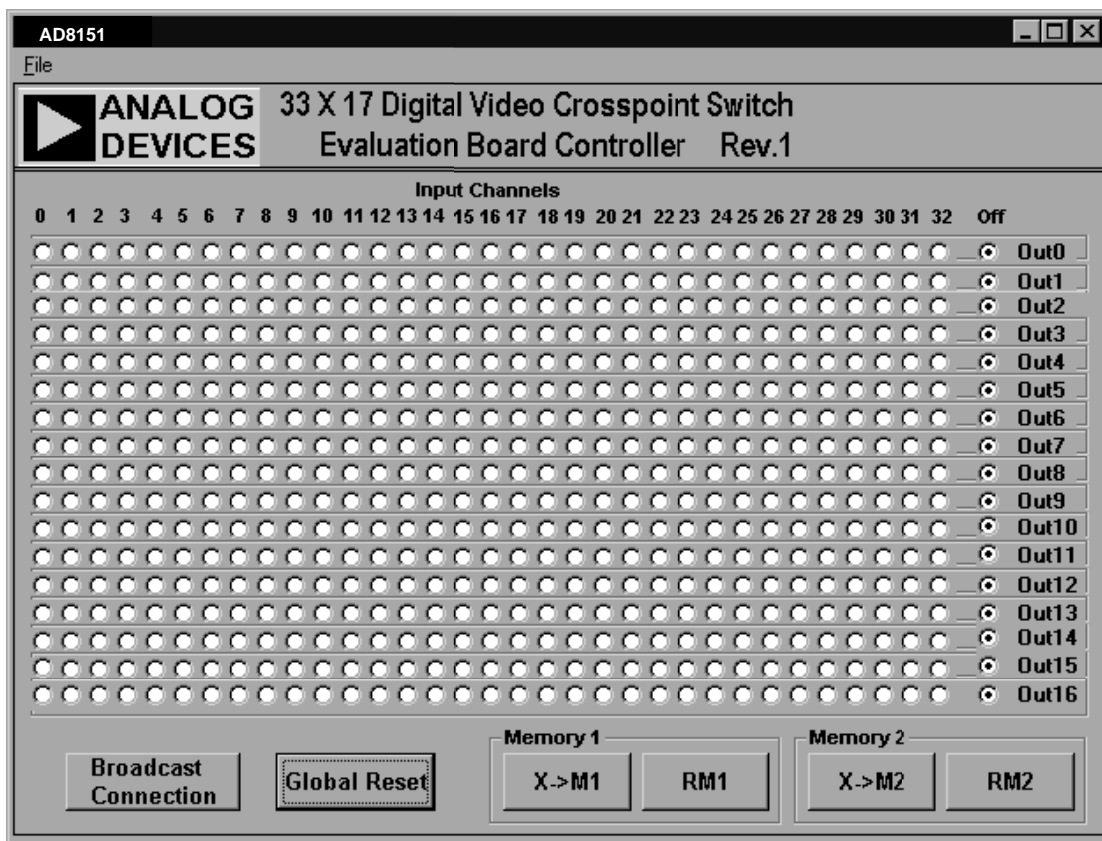 AD8151
File
ANALOG DEVICES
33 X 17 Digital Video Crosspoint Switch
Evaluation Board Controller Rev.1
Input Channels
0 1 2 3 4 5 6 7 8 9 10 11 12 13 14 15 16 17 18 19 20 21 22 23 24 25 26 27 28 29 30 31 32 Off
Out0
Out1
Out2
Out3
Out4
Out5
Out6
Out7
Out8
Out9
Out10
Out11
Out12
Out13
Out14
Out15
Out16
Broadcast
Connection
Global Reset
Memory 1
X->M1 RM1
Memory 2
X->M2 RM2